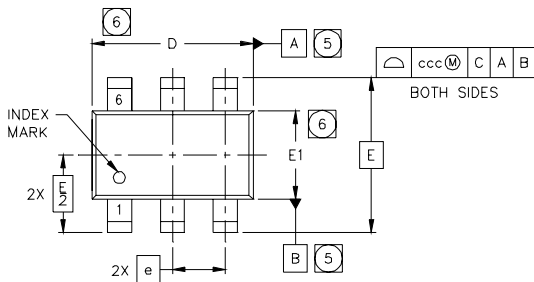 6
D
A 5
ccc Ⓜ C A B
BOTH SIDES
6
INDEX
MARK
6
E1
E
2X E/2
1
B 5
2X e